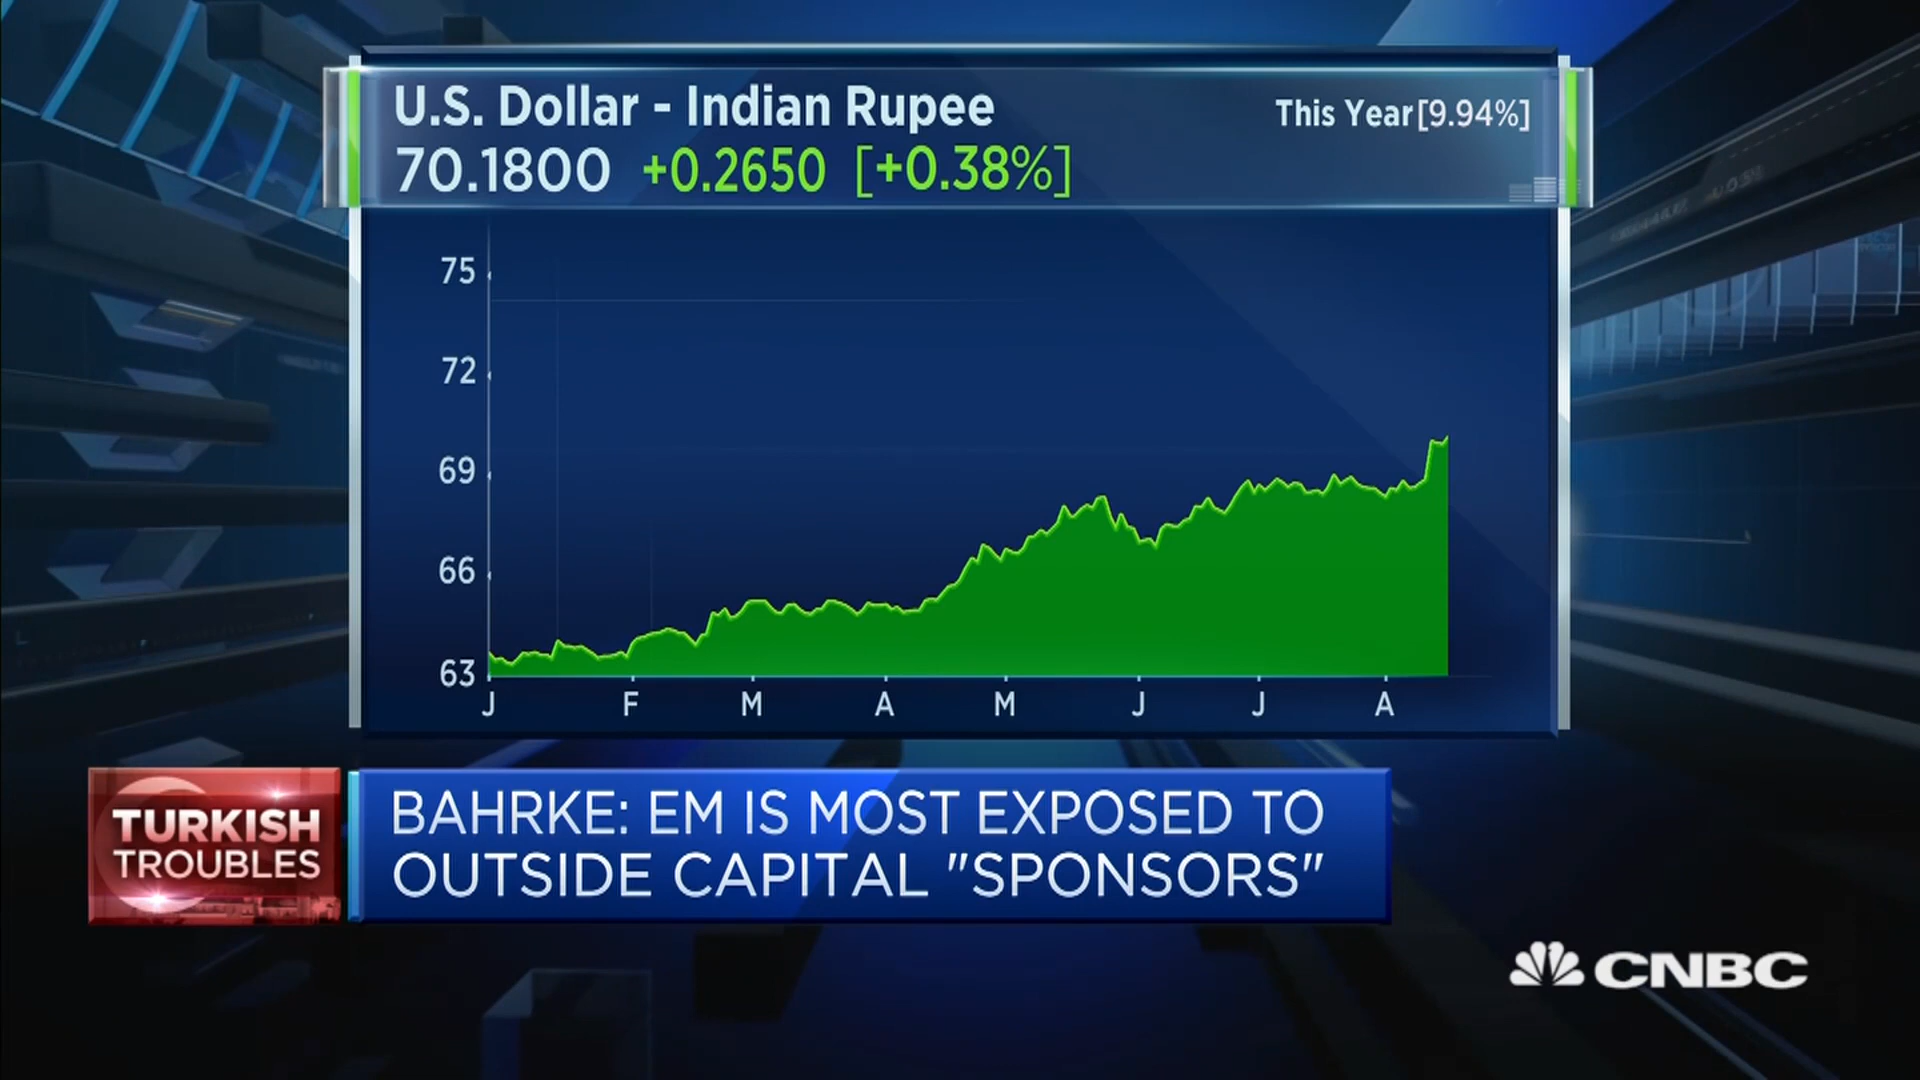 U.S. Dollar - Indian Rupee
This Year[9.94%]
70.1800 +0.2650 [+0.38%]
75
72
69
66
63
J F M A M J J A
TURKISH
TROUBLES
BAHRKE: EM IS MOST EXPOSED TO
OUTSIDE CAPITAL "SPONSORS"
CNBC